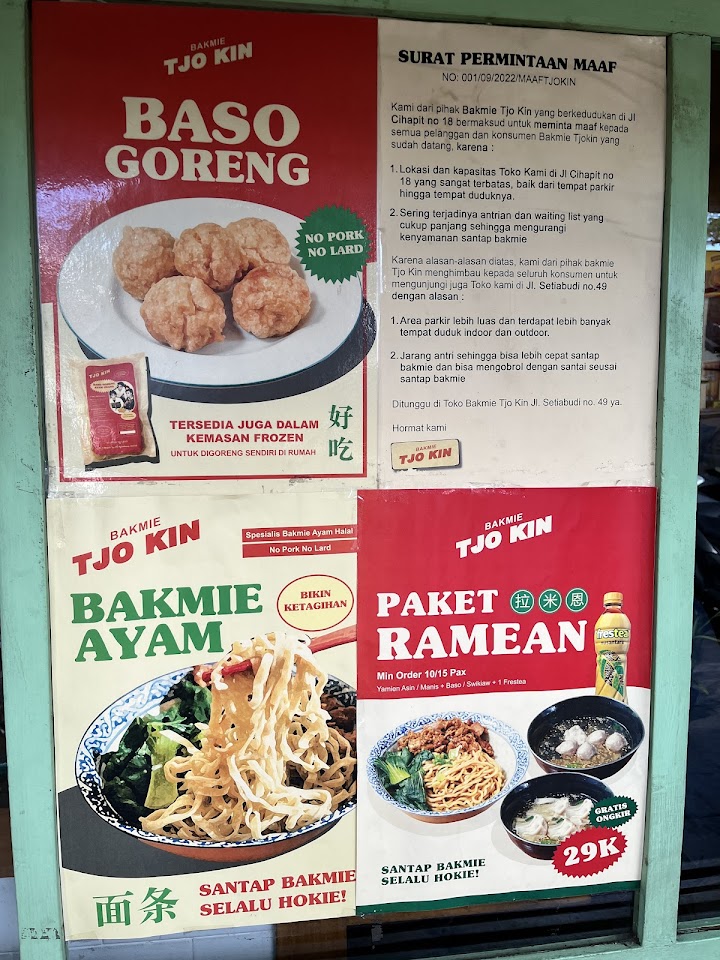 BAKMIE
TJO KIN
BASO
GORENG
NO PORK
NO LARD
TJO KIN
TERSEDIA JUGA DALAM
KEMASAN FROZEN
UNTUK DIGORENG SENDIRI DI RUMAH
好吃
SURAT PERMINTAAN MAAF
NO: 001/09/2022/MAAFTJOKIN
Kami dari pihak Bakmie Tjo Kin yang berkedudukan di Jl
Cihapit no 18 bermaksud untuk meminta maaf kepada
semua pelanggan dan konsumen Bakmie Tjokin yang
sudah datang, karena :
1. Lokasi dan kapasitas Toko Kami di Jl Cihapit no
18 yang sangat terbatas, baik dari tempat parkir
hingga tempat duduknya.
2. Sering terjadinya antrian dan waiting list yang
cukup panjang sehingga mengurangi
kenyamanan santap bakmie
Karena alasan-alasan diatas, kami dari pihak bakmie
Tjo Kin menghimbau kepada seluruh konsumen untuk
mengunjungi juga Toko kami di Jl. Setiabudi no.49
dengan alasan :
1. Area parkir lebih luas dan terdapat lebih banyak
tempat duduk indoor dan outdoor.
2. Jarang antri sehingga bisa lebih cepat santap
bakmie dan bisa mengobrol dengan santai seusai
santap bakmie
Ditunggu di Toko Bakmie Tjo Kin Jl. Setiabudi no. 49 ya.
Hormat kami
BAKMIE
TJO KIN
BAKMIE
TJO KIN
Spesialis Bakmie Ayam Halal
No Pork No Lard
BAKMIE
AYAM
BIKIN
KETAGIHAN
面条
SANTAP BAKMIE
SELALU HOKIE!
BAKMIE
TJO KIN
PAKET 拉米恩
RAMEAN
Min Order 10/15 Pax
Yamien Asin / Manis + Baso / Swikiaw + 1 Frestea
frestea
GRATIS
ONGKIR
29K
SANTAP BAKMIE
SELALU HOKIE!